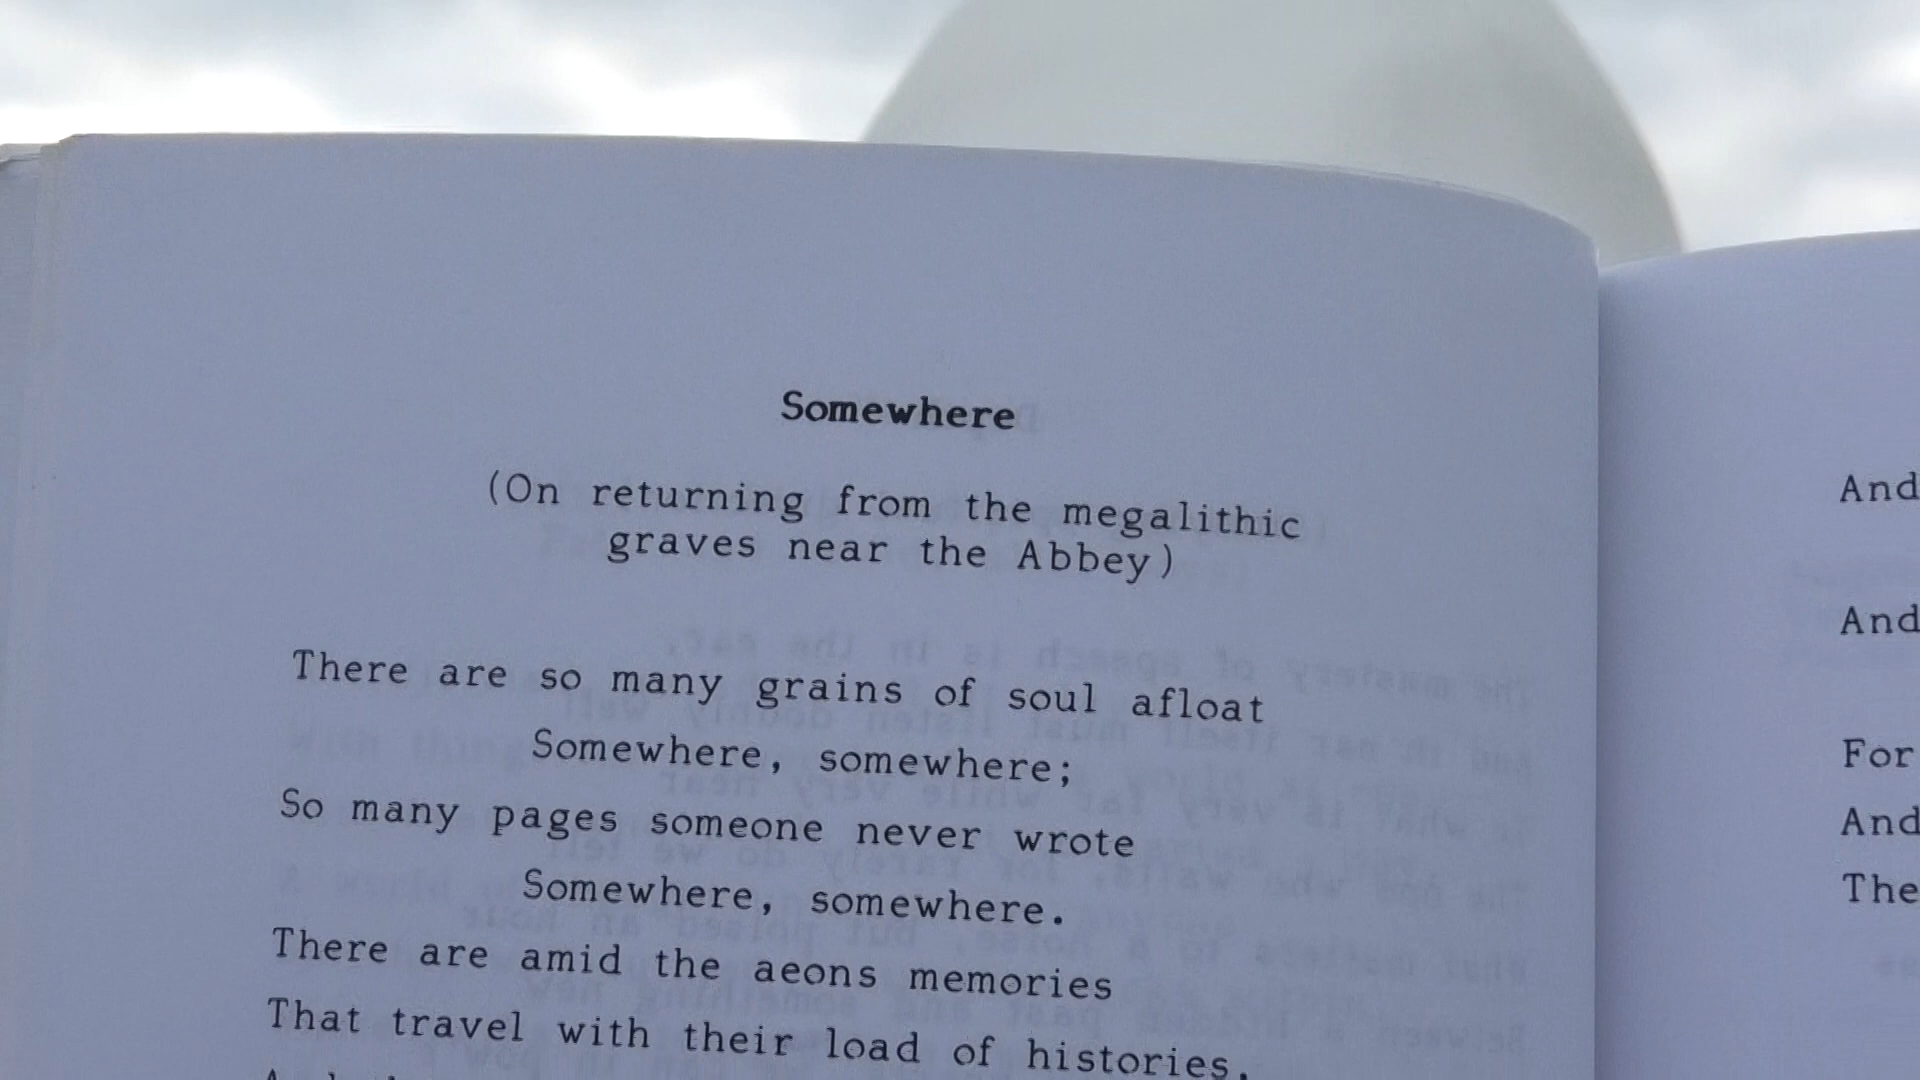 Somewhere
(On returning from the megalithic
graves near the Abbey)
There are so many grains of soul afloat
Somewhere, somewhere;
So many pages someone never wrote
Somewhere, somewhere.
There are amid the aeons memories
That travel with their load of histories,
And
And
For
And
The